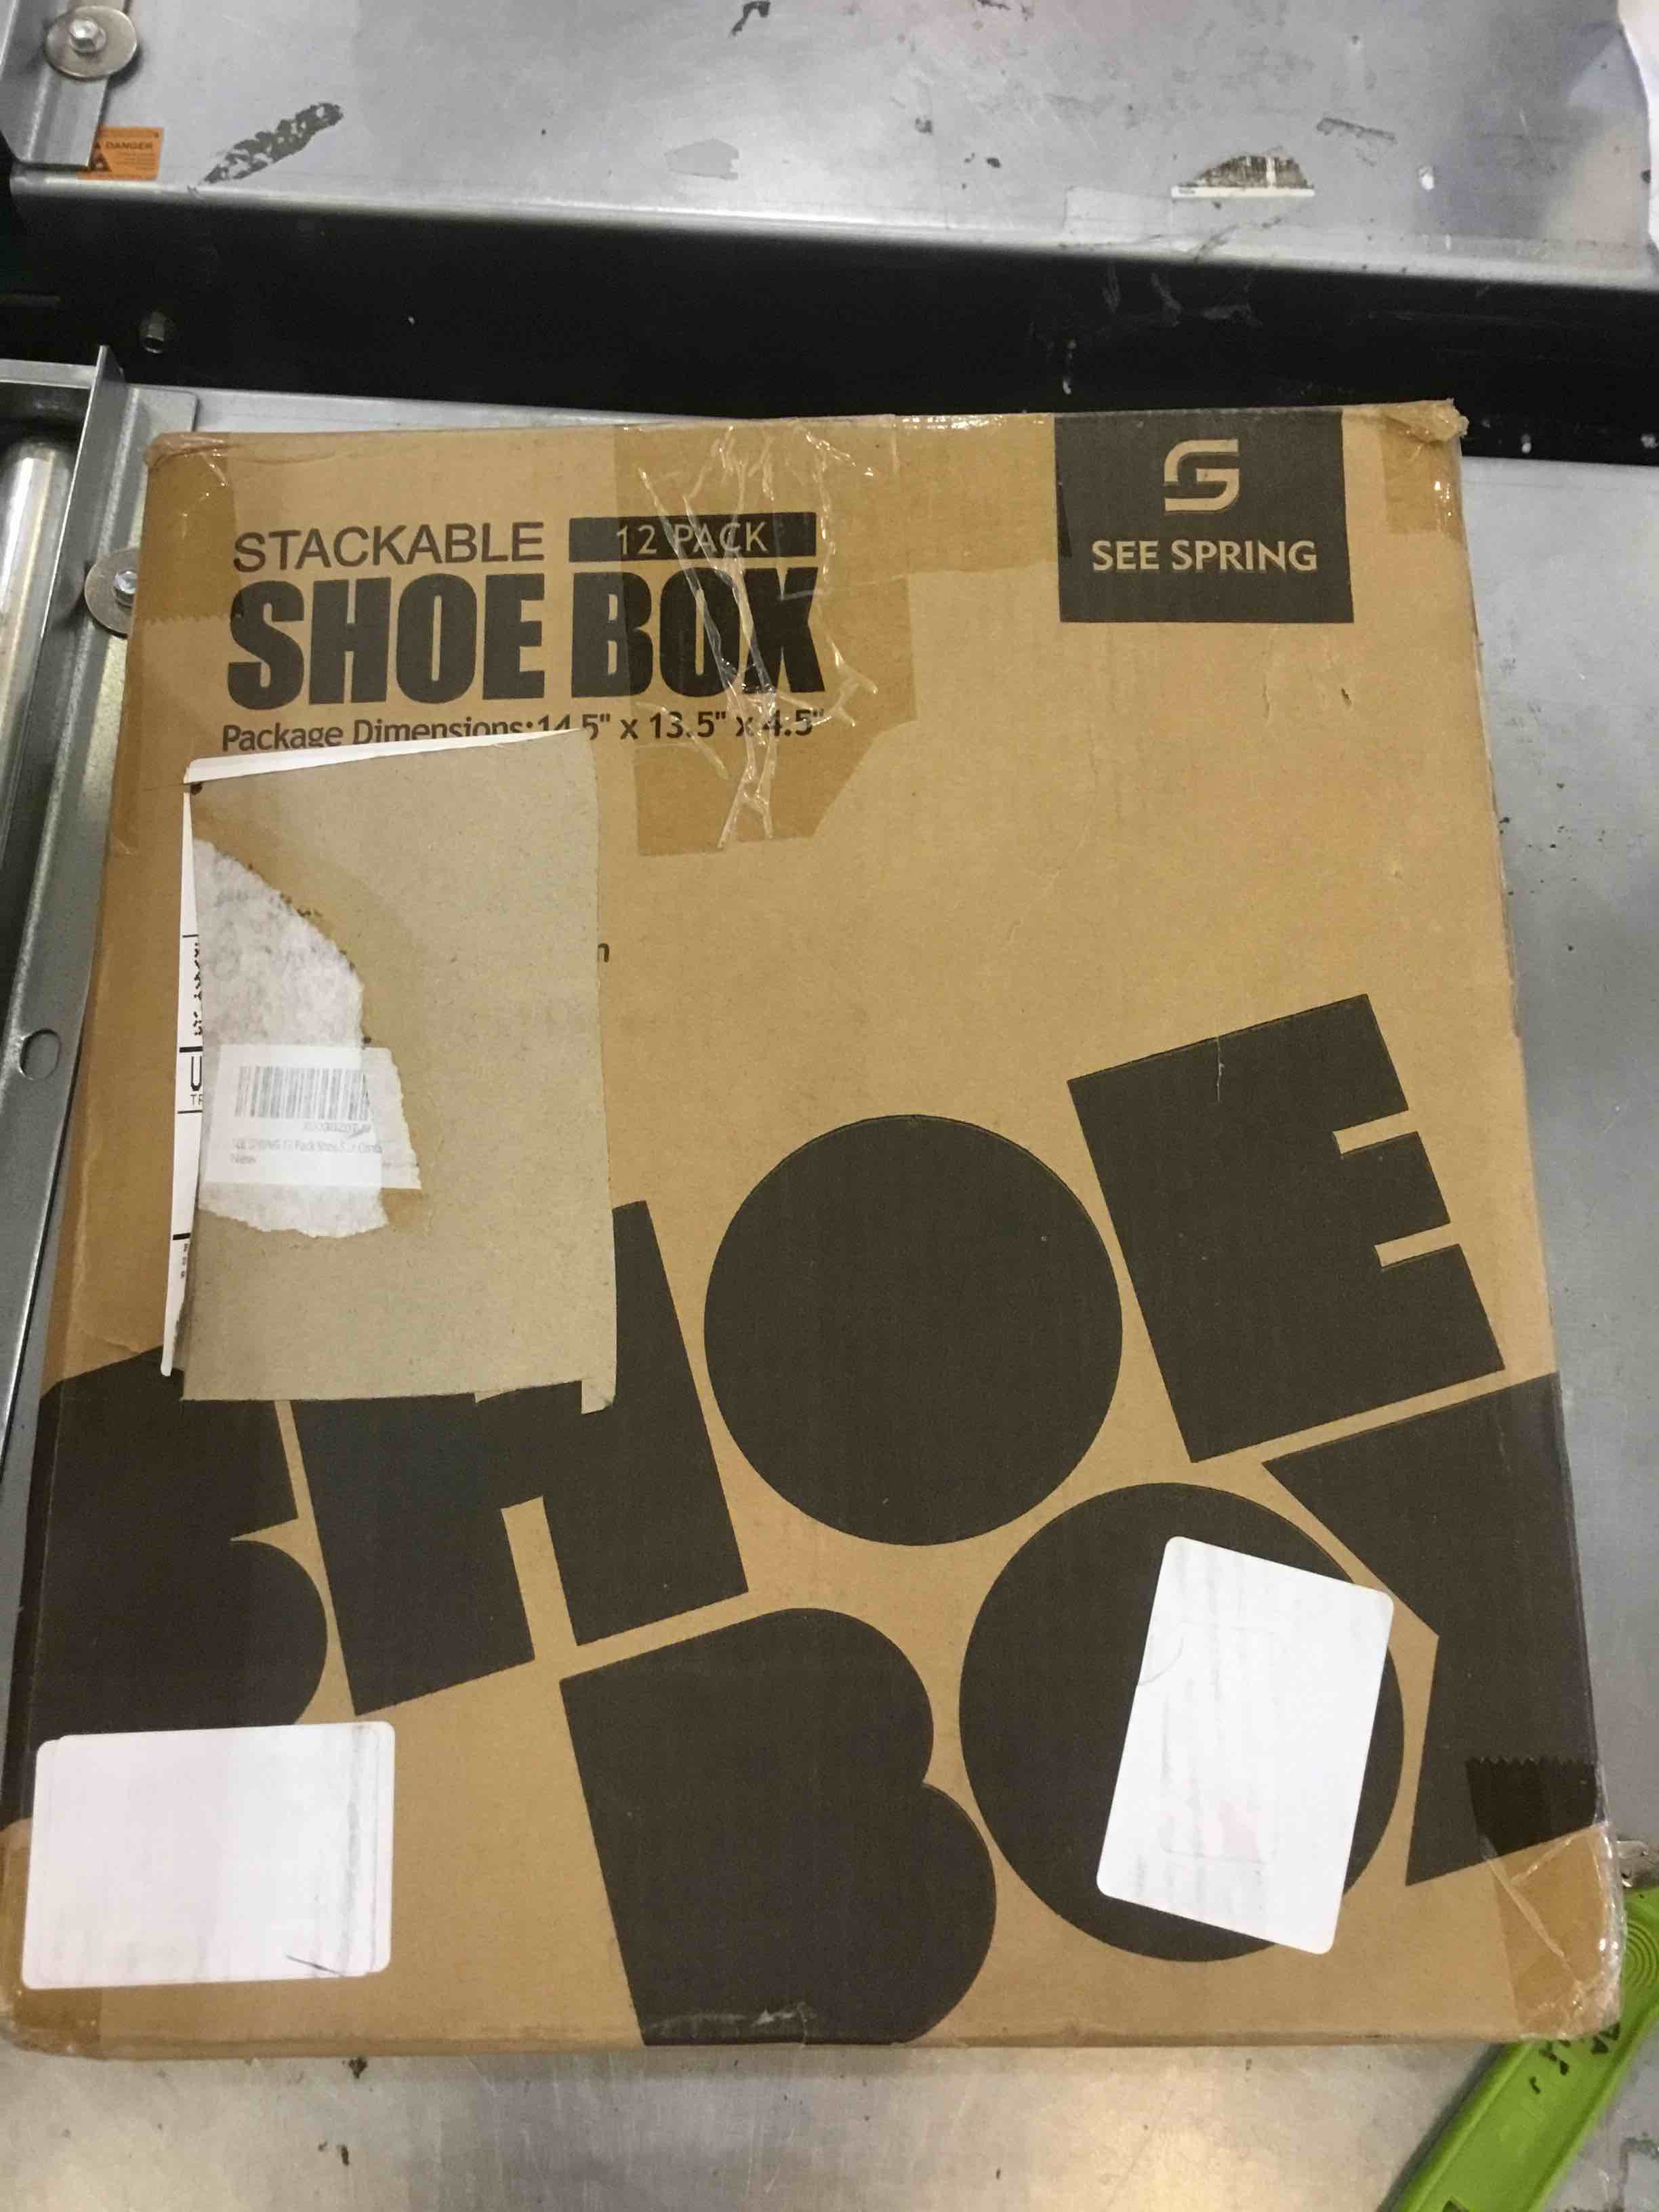 DANGER
STACKABLE 12 PACK
SHOE BOX
Package Dimensions:14.5" x 13.5" x 4.5"
SEE SPRING
SHOE
BOX